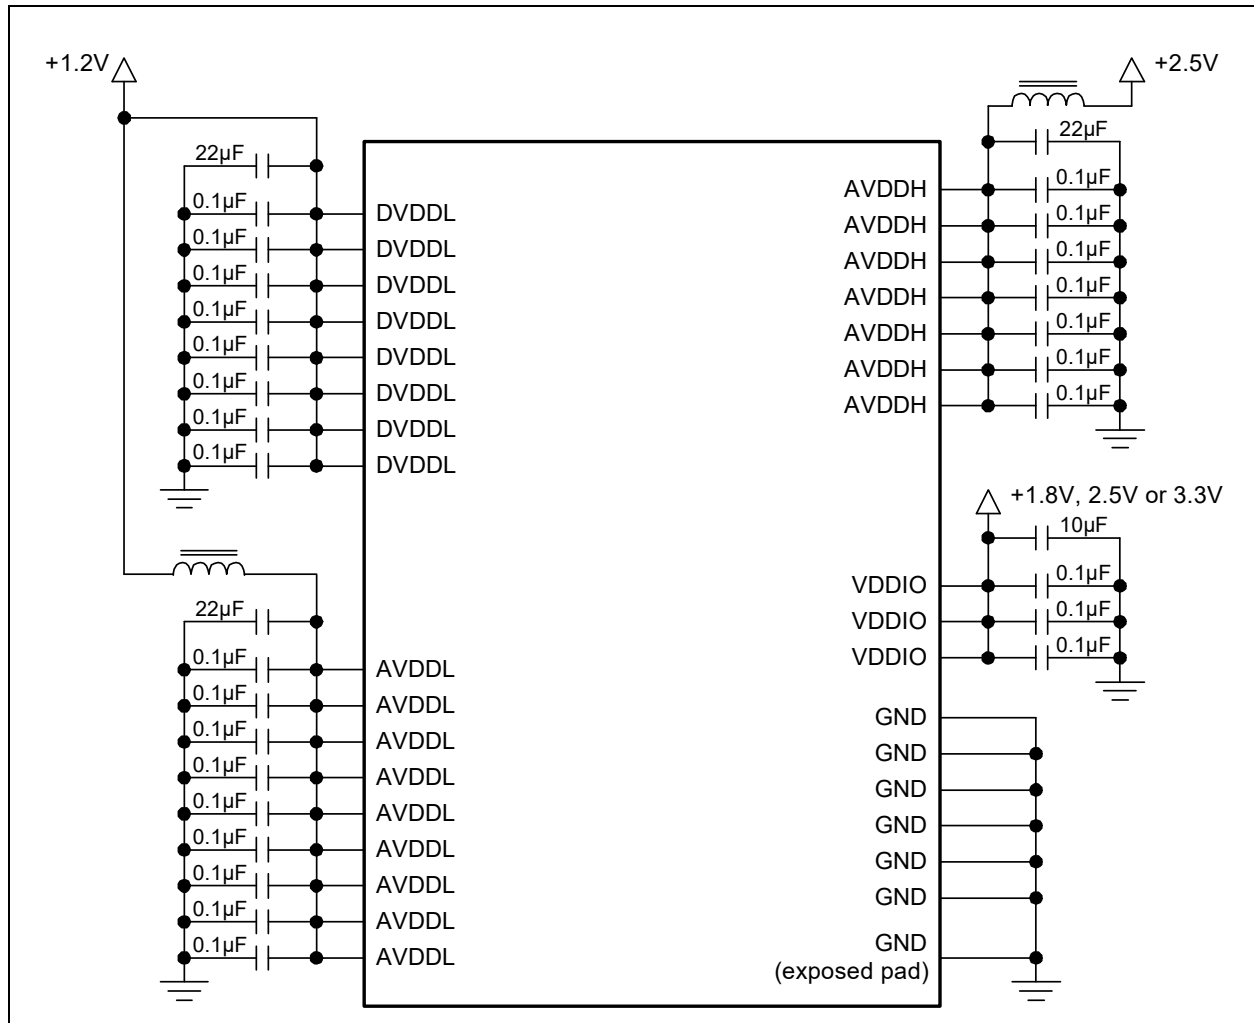 +1.2V
+2.5V
22µF
0.1µF
0.1µF
0.1µF
0.1µF
0.1µF
0.1µF
0.1µF
0.1µF
DVDDL
DVDDL
DVDDL
DVDDL
DVDDL
DVDDL
DVDDL
DVDDL
22µF
0.1µF
0.1µF
0.1µF
0.1µF
0.1µF
0.1µF
0.1µF
0.1µF
0.1µF
AVDDL
AVDDL
AVDDL
AVDDL
AVDDL
AVDDL
AVDDL
AVDDL
AVDDL
AVDDH
AVDDH
AVDDH
AVDDH
AVDDH
AVDDH
AVDDH
22µF
0.1µF
0.1µF
0.1µF
0.1µF
0.1µF
0.1µF
0.1µF
+1.8V, 2.5V or 3.3V
10µF
VDDIO
VDDIO
VDDIO
0.1µF
0.1µF
0.1µF
GND
GND
GND
GND
GND
GND
GND
(exposed pad)